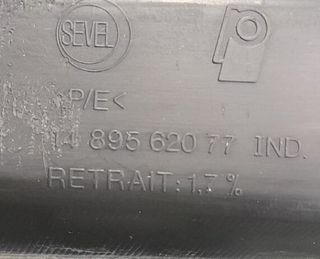 SEVEL
>P/E<
14 895 620 77 IND.
RETRAIT: 1,7 %